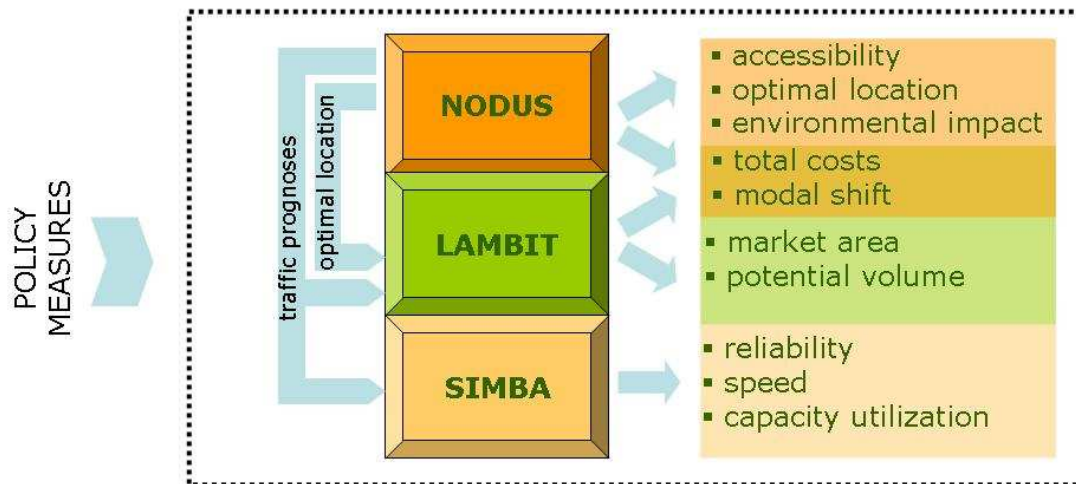 POLICY
MEASURES
traffic prognoses
optimal location
NODUS
LAMBIT
SIMBA
▪ accessibility
▪ optimal location
▪ environmental impact
▪ total costs
▪ modal shift
▪ market area
▪ potential volume
▪ reliability
▪ speed
▪ capacity utilization